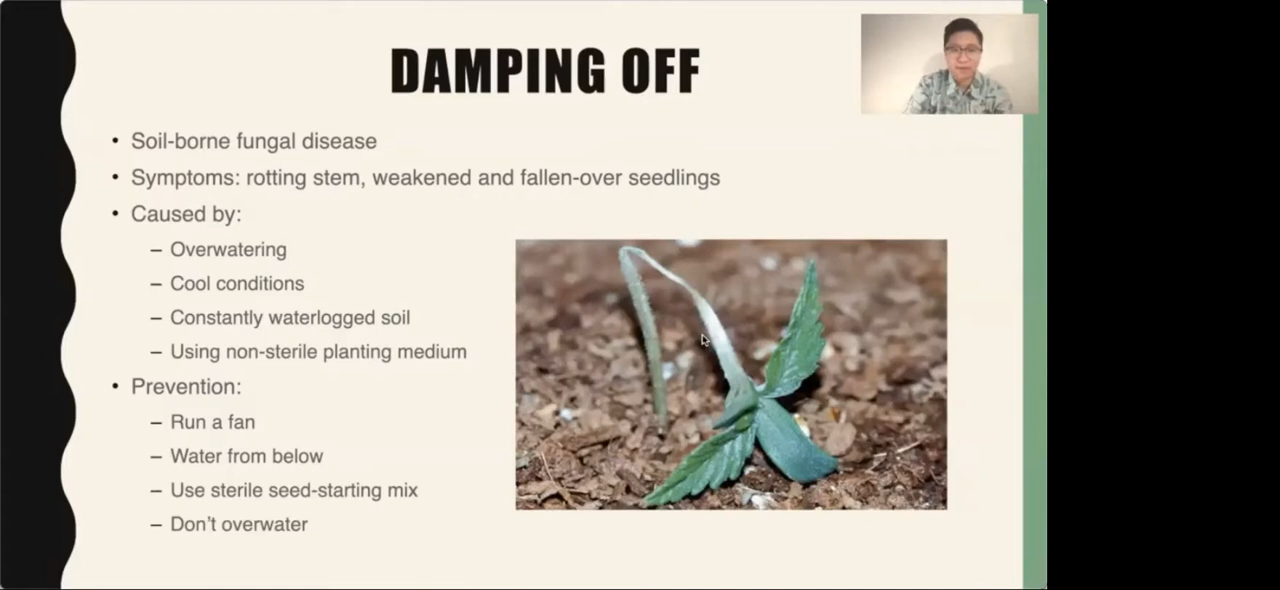 DAMPING OFF
• Soil-borne fungal disease
• Symptoms: rotting stem, weakened and fallen-over seedlings
• Caused by:
– Overwatering
– Cool conditions
– Constantly waterlogged soil
– Using non-sterile planting medium
• Prevention:
– Run a fan
– Water from below
– Use sterile seed-starting mix
– Don’t overwater